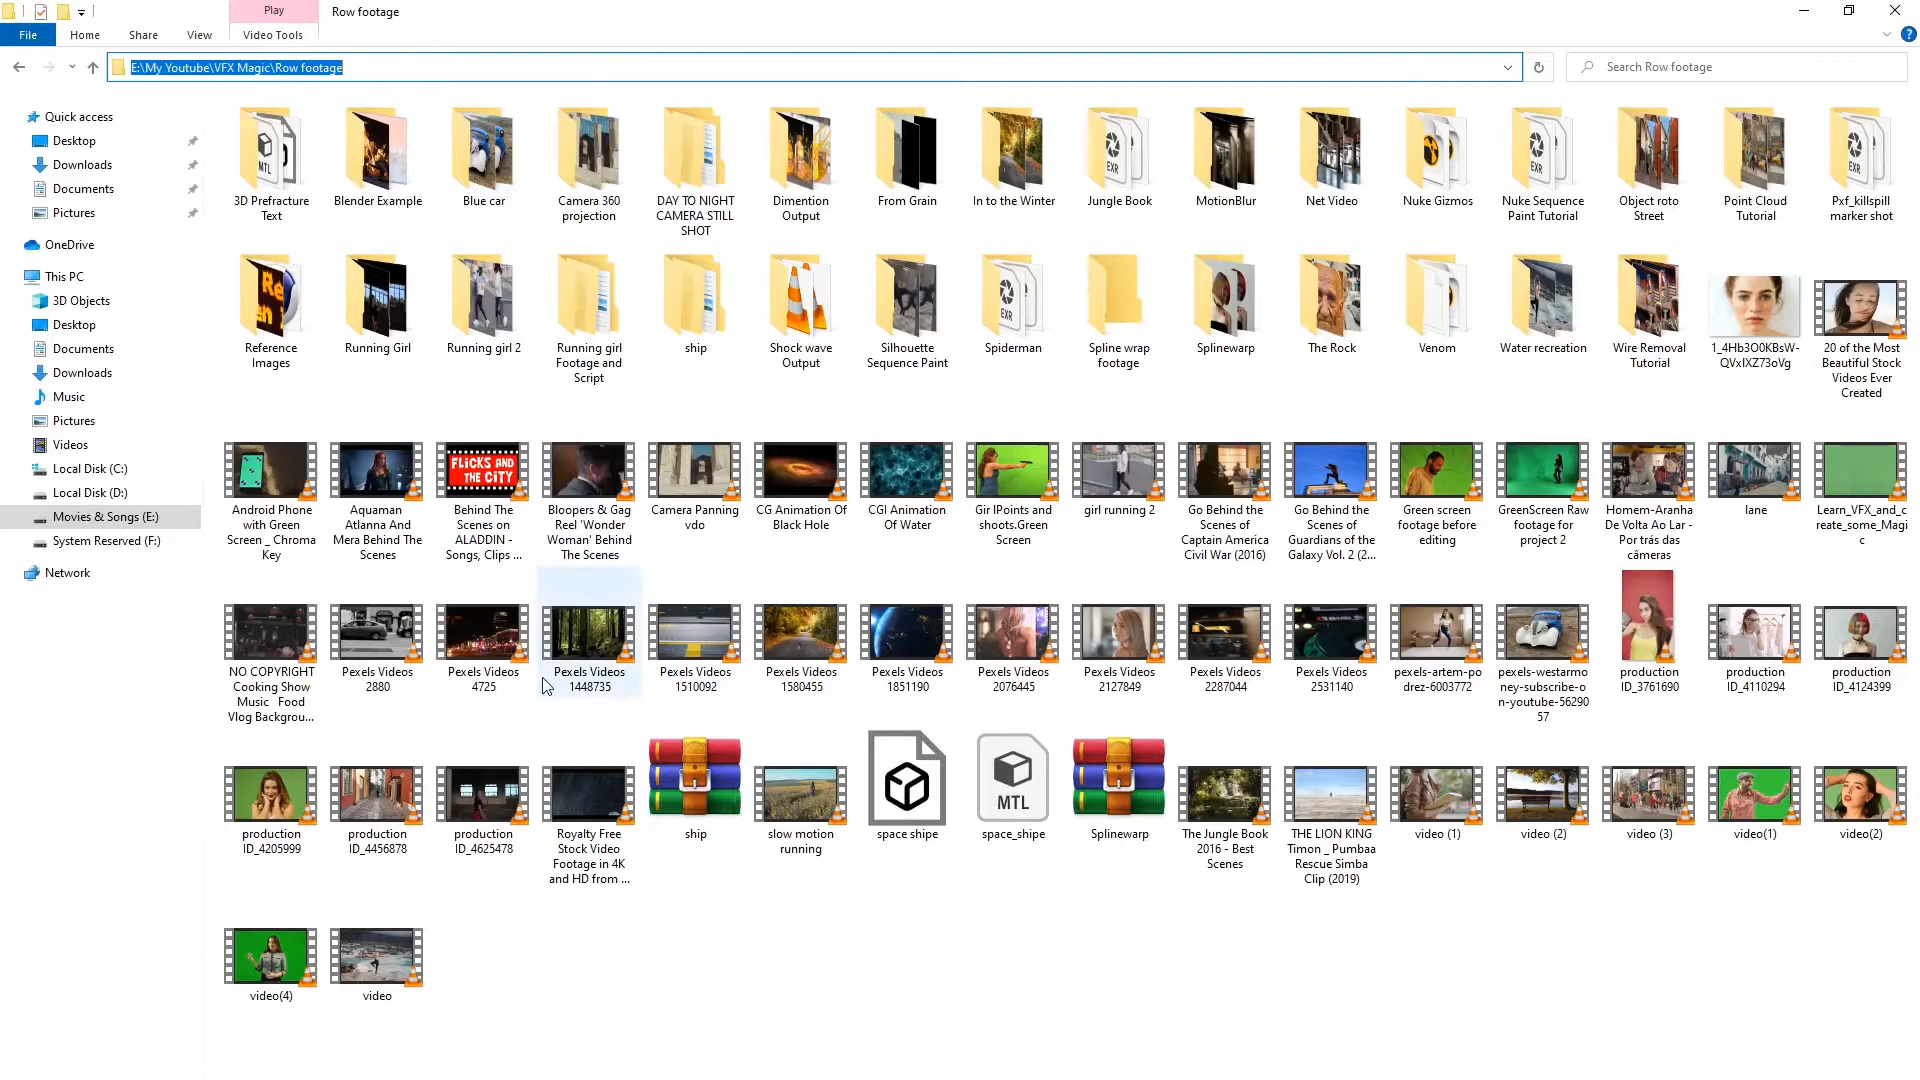 Play
Row footage
File
Home
Share
View
Video Tools
E:\My Youtube\VFX Magic\Row footage
Search Row footage
Quick access
Desktop
Downloads
Documents
Pictures
OneDrive
This PC
3D Objects
Desktop
Documents
Downloads
Music
Pictures
Videos
Local Disk (C:)
Local Disk (D:)
Movies & Songs (E:)
System Reserved (F:)
Network
MTL
3D Prefracture
Text
Blender Example
Blue car
Camera 360
projection
DAY TO NIGHT
CAMERA STILL
SHOT
Dimention
Output
From Grain
In to the Winter
EXR
Jungle Book
MotionBlur
Net Video
Nuke Gizmos
EXR
Nuke Sequence
Paint Tutorial
Object roto
Street
Point Cloud
Tutorial
EXR
Pxf_killspill
marker shot
Reference
Images
Running Girl
Running girl 2
Running girl
Footage and
Script
ship
Shock wave
Output
Silhouette
Sequence Paint
EXR
Spiderman
Spline wrap
footage
Splinewarp
The Rock
Venom
Water recreation
Wire Removal
Tutorial
1_4Hb3O0KBsW-
QVxIXZ73oVg
20 of the Most
Beautiful Stock
Videos Ever
Created
Android Phone
with Green
Screen _ Chroma
Key
Aquaman
Atlanna And
Mera Behind The
Scenes
FLiCKS AND
THE CiTY
Behind The
Scenes on
ALADDIN -
Songs, Clips ...
Bloopers & Gag
Reel 'Wonder
Woman' Behind
The Scenes
Camera Panning
vdo
CG Animation Of
Black Hole
CGI Animation
Of Water
Gir lPoints and
shoots.Green
Screen
girl running 2
Go Behind the
Scenes of
Captain America
Civil War (2016)
Go Behind the
Scenes of
Guardians of the
Galaxy Vol. 2 (2...
Green screen
footage before
editing
GreenScreen Raw
footage for
project 2
Homem-Aranha
De Volta Ao Lar -
Por trás das
câmeras
lane
Learn_VFX_and_c
reate_some_Magi
c
NO COPYRIGHT
Cooking Show
Music   Food
Vlog Backgrou...
Pexels Videos
2880
Pexels Videos
4725
Pexels Videos
1448735
Pexels Videos
1510092
Pexels Videos
1580455
Pexels Videos
1851190
Pexels Videos
2076445
Pexels Videos
2127849
Pexels Videos
2287044
Pexels Videos
2531140
pexels-artem-po
drez-6003772
pexels-westarmo
ney-subscribe-o
n-youtube-56290
57
production
ID_3761690
production
ID_4110294
production
ID_4124399
production
ID_4205999
production
ID_4456878
production
ID_4625478
Royalty Free
Stock Video
Footage in 4K
and HD from ...
ship
slow motion
running
space shipe
MTL
space_shipe
Splinewarp
The Jungle Book
2016 - Best
Scenes
THE LION KING
Timon _ Pumbaa
Rescue Simba
Clip (2019)
video (1)
video (2)
video (3)
video(1)
video(2)
video(4)
video